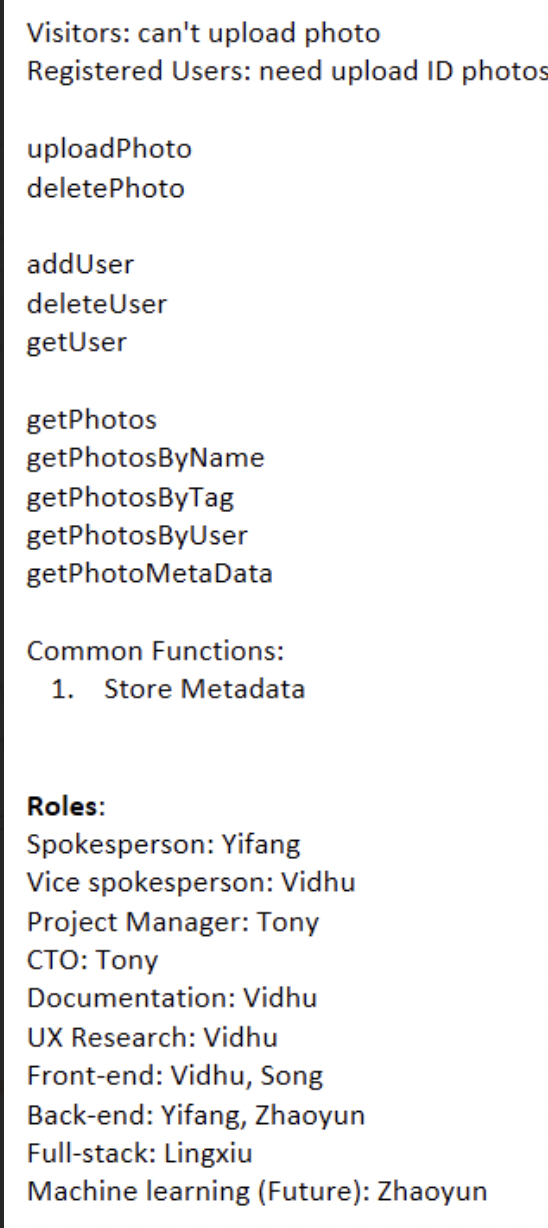 Visitors: can't upload photo
Registered Users: need upload ID photos
uploadPhoto
deletePhoto
addUser
deleteUser
getUser
getPhotos
getPhotosByName
getPhotosByTag
getPhotosByUser
getPhotoMetaData
Common Functions:
1. Store Metadata
Roles:
Spokesperson: Yifang
Vice spokesperson: Vidhu
Project Manager: Tony
CTO: Tony
Documentation: Vidhu
UX Research: Vidhu
Front-end: Vidhu, Song
Back-end: Yifang, Zhaoyun
Full-stack: Lingxiu
Machine learning (Future): Zhaoyun